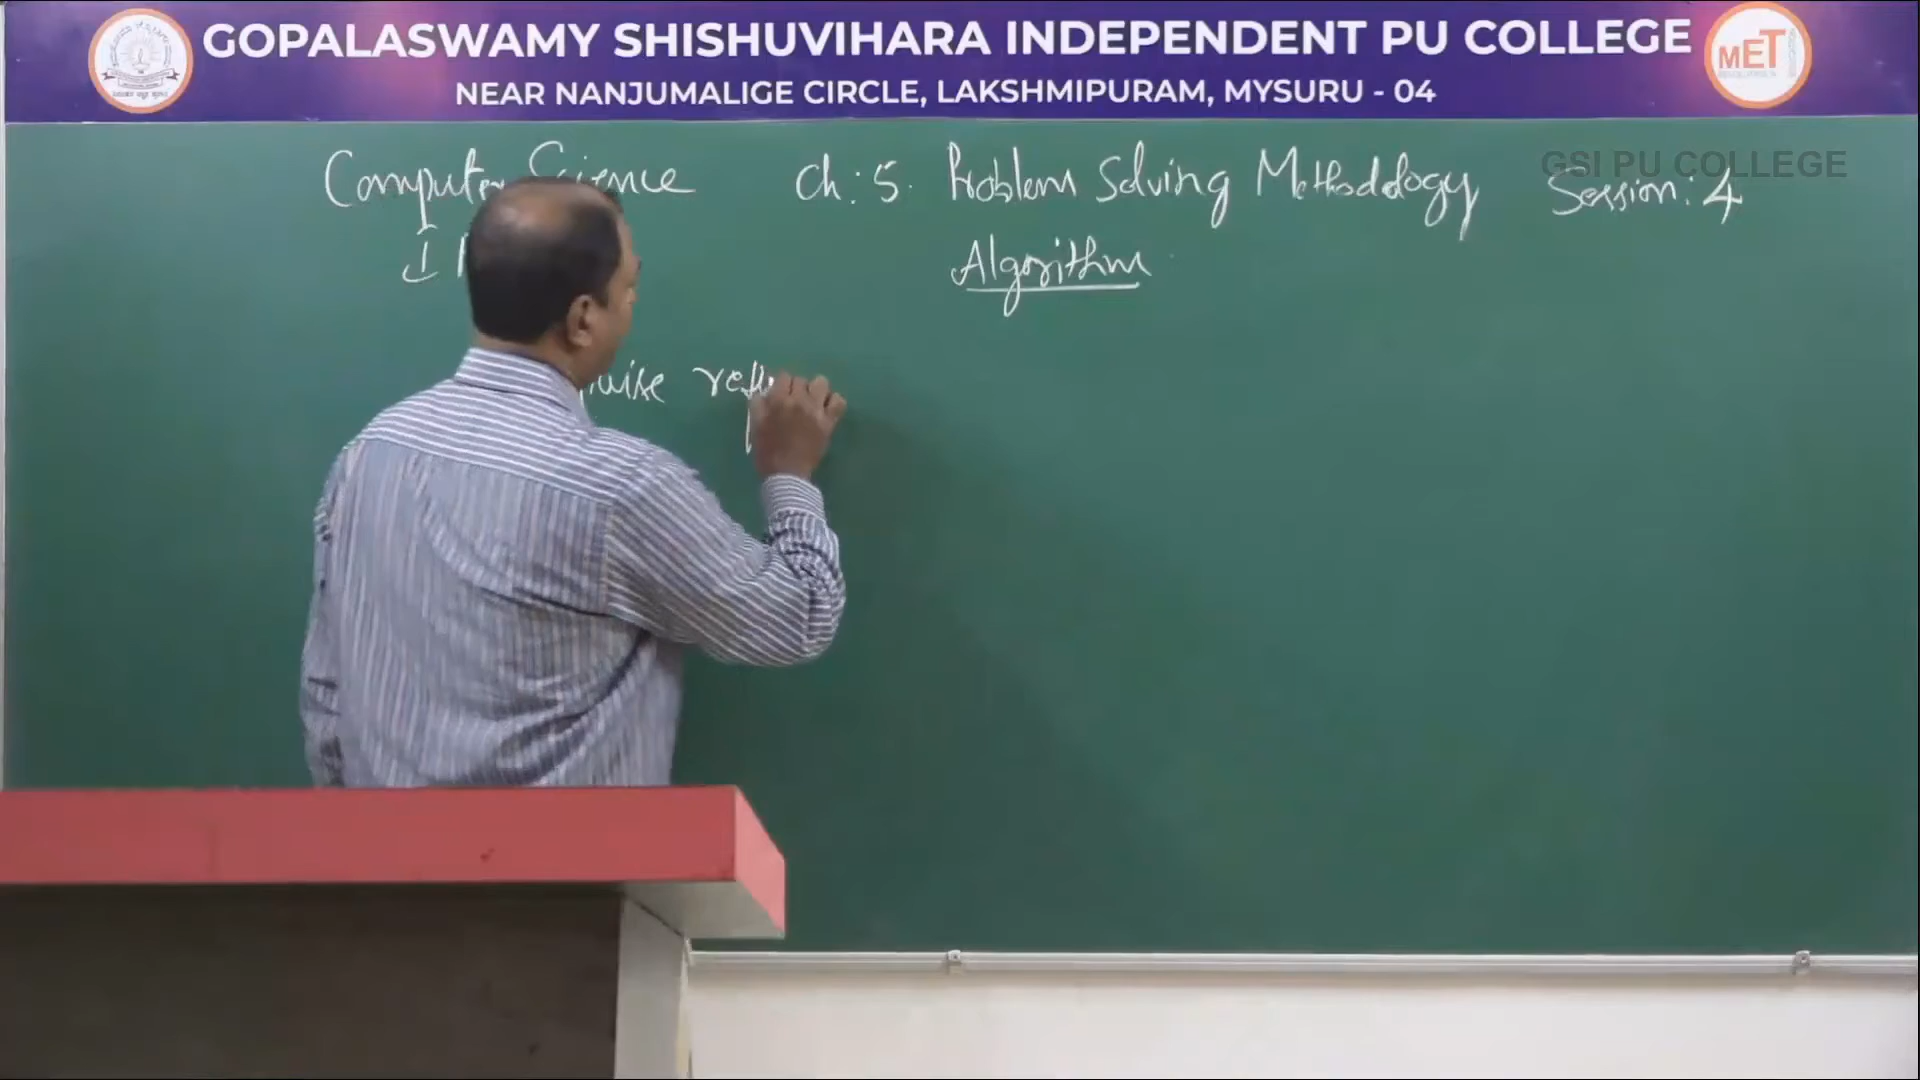 GOPALASWAMY SHISHUVIHARA INDEPENDENT PU COLLEGE
NEAR NANJUMALIGE CIRCLE, LAKSHMIPURAM, MYSURU - 04
MET
GSI PU COLLEGE
Computer Science Ch: 5. Problem Solving Methodology Session: 4
Algorithm